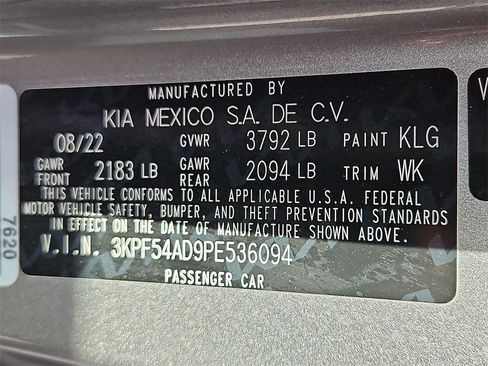 MANUFACTURED BY
KIA MEXICO S.A. DE C.V.
08/22 GVWR 3792 LB PAINT KLG
GAWR FRONT 2183 LB GAWR REAR 2094 LB TRIM WK
THIS VEHICLE CONFORMS TO ALL APPLICABLE U.S.A. FEDERAL
MOTOR VEHICLE SAFETY, BUMPER, AND THEFT PREVENTION STANDARDS
IN EFFECT ON THE DATE OF MANUFACTURE SHOWN ABOVE.
V.I.N. 3KPF54AD9PE536094
PASSENGER CAR
7620
V